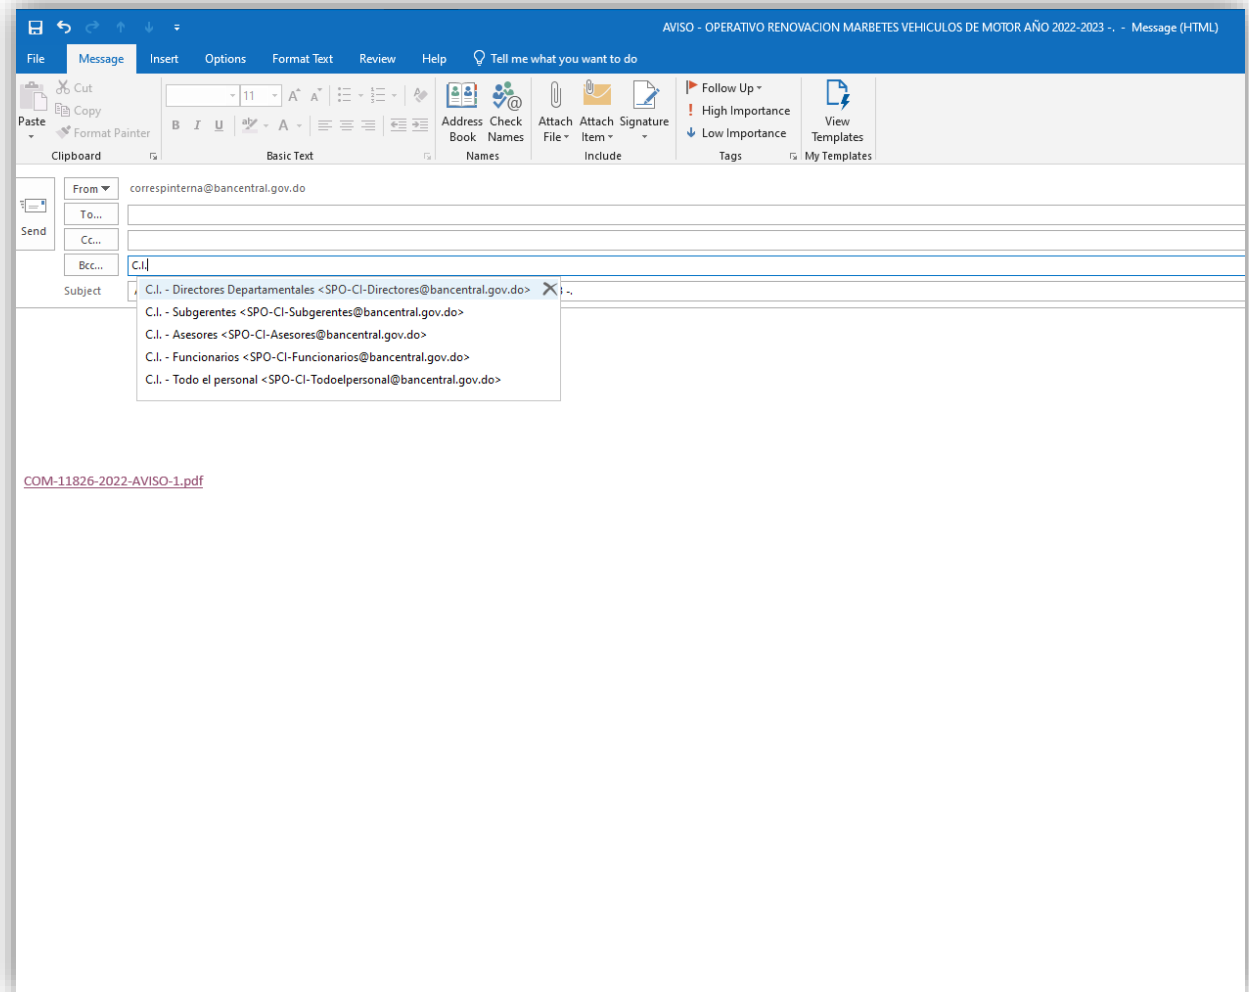 AVISO - OPERATIVO RENOVACION MARBETES VEHICULOS DE MOTOR AÑO 2022-2023 -. - Message (HTML)
File Message Insert Options Format Text Review Help Tell me what you want to do
Paste
Cut
Copy
Format Painter
Clipboard
11
Basic Text
Address Book
Check Names
Names
Attach File
Attach Item
Signature
Include
Follow Up
High Importance
Low Importance
Tags
View Templates
My Templates
Send
From correspinterna@bancentral.gov.do
To...
Cc...
Bcc... C.I.
Subject
C.I. - Directores Departamentales <SPO-CI-Directores@bancentral.gov.do>
C.I. - Subgerentes <SPO-CI-Subgerentes@bancentral.gov.do>
C.I. - Asesores <SPO-CI-Asesores@bancentral.gov.do>
C.I. - Funcionarios <SPO-CI-Funcionarios@bancentral.gov.do>
C.I. - Todo el personal <SPO-CI-Todoelpersonal@bancentral.gov.do>
COM-11826-2022-AVISO-1.pdf